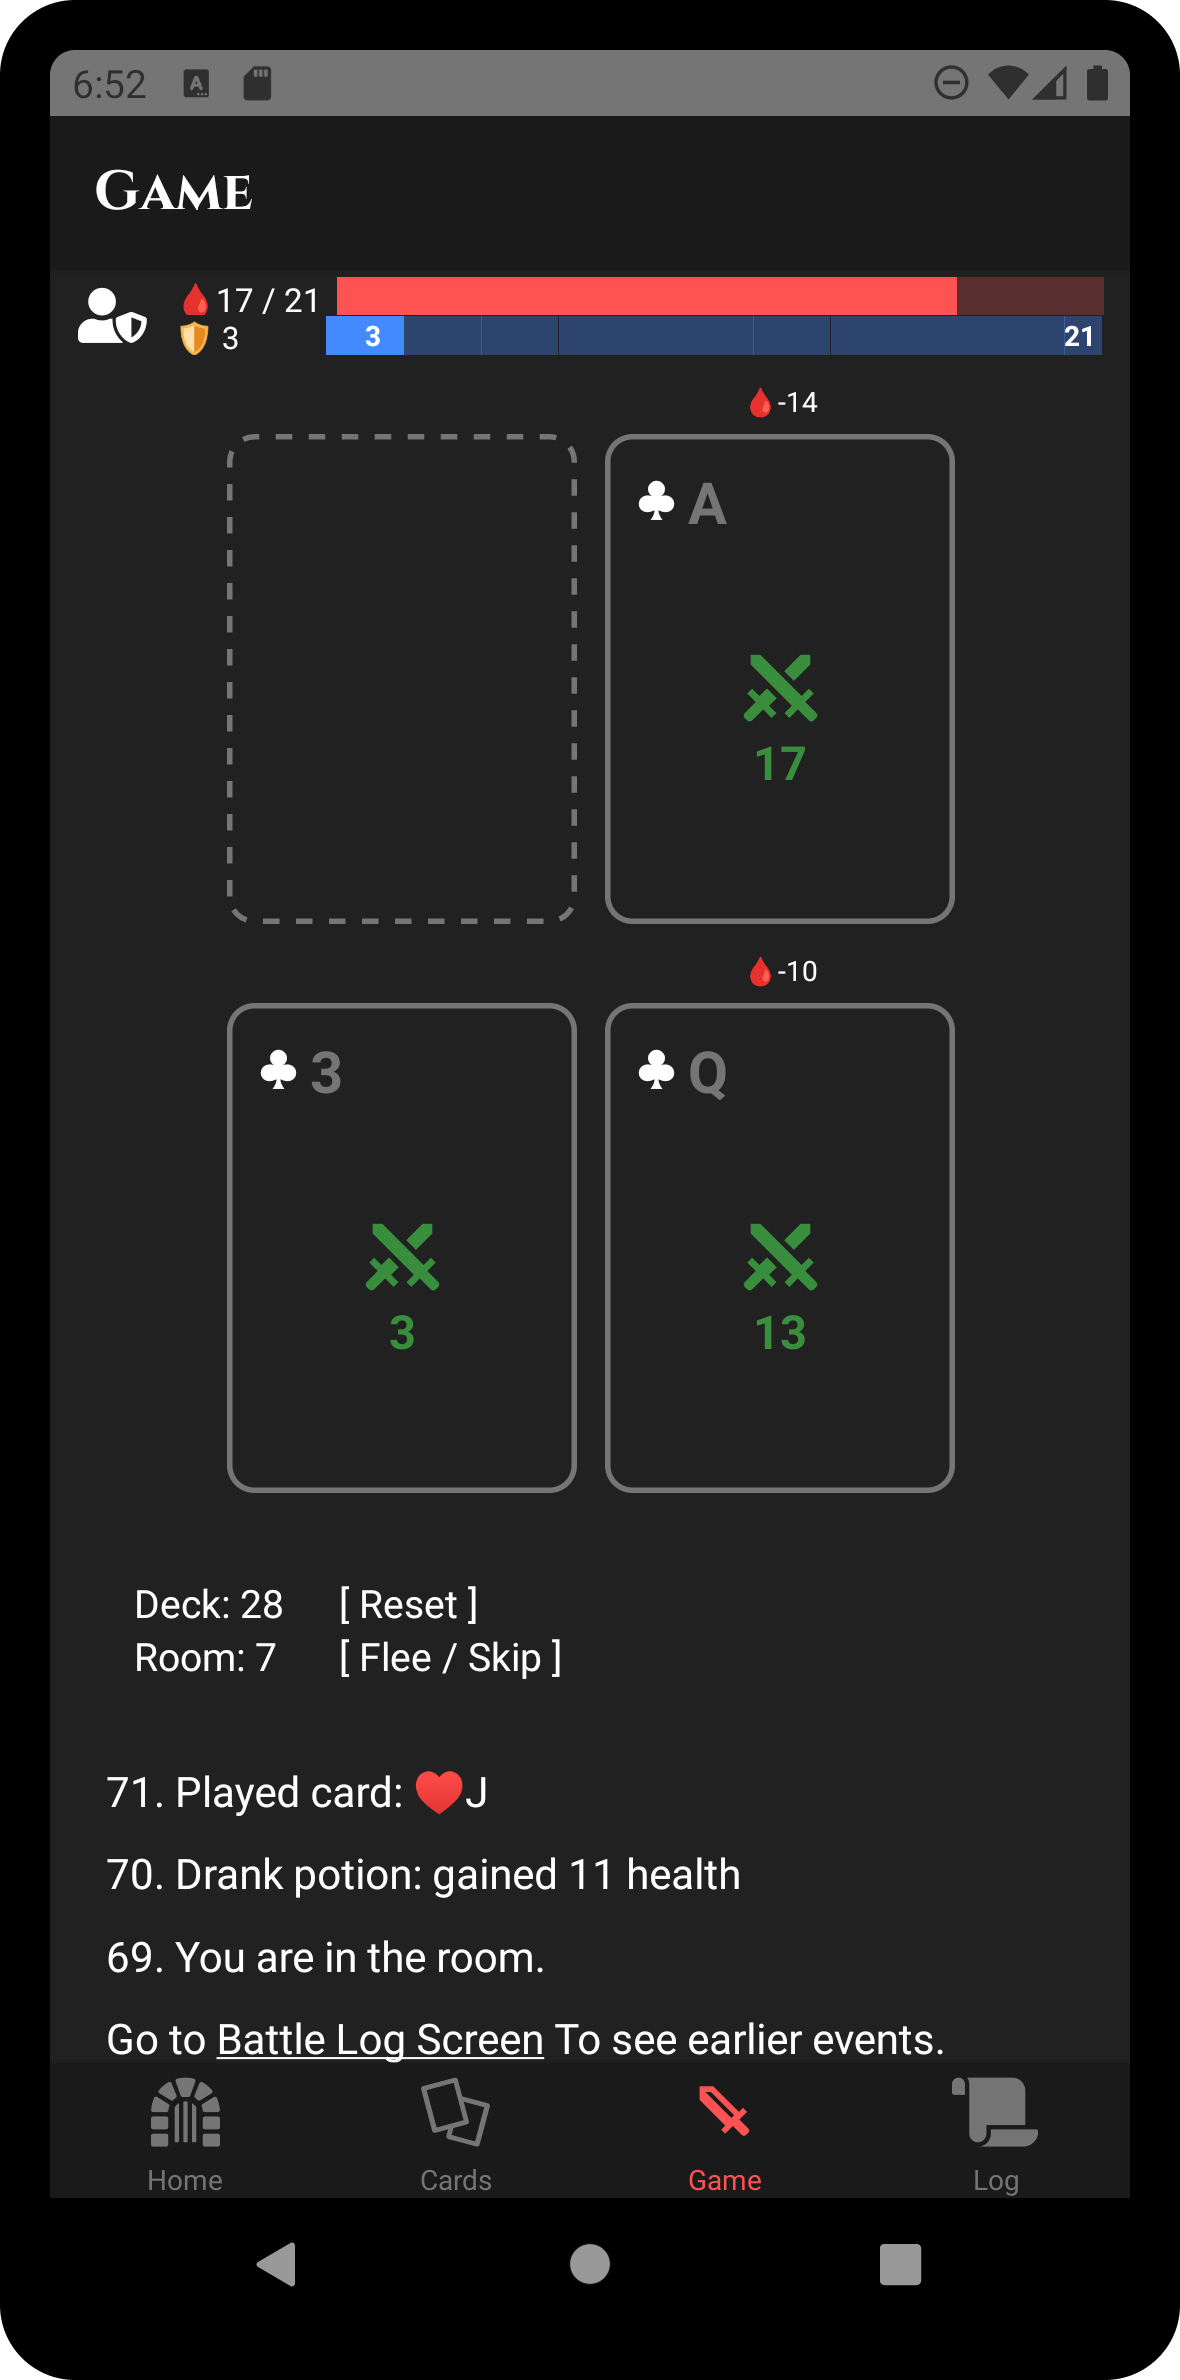 6:52
GAME
17 / 21
3
3
21
-14
A
17
-10
3
3
Q
13
Deck: 28 [ Reset ]
Room: 7 [ Flee / Skip ]
71. Played card: ❤️J
70. Drank potion: gained 11 health
69. You are in the room.
Go to Battle Log Screen To see earlier events.
Home
Cards
Game
Log